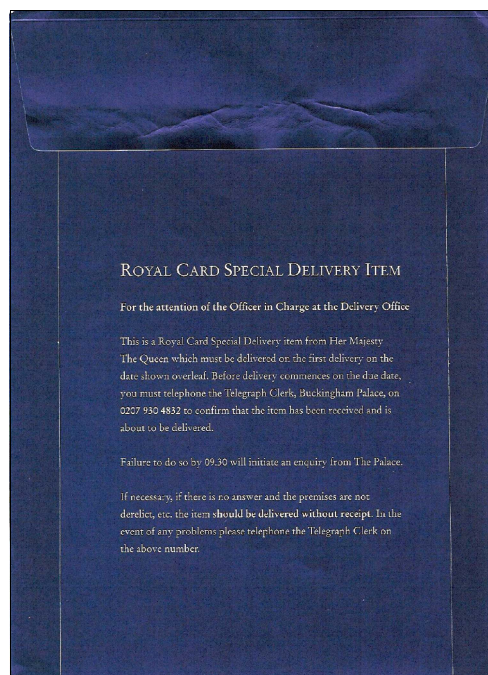 ROYAL CARD SPECIAL DELIVERY ITEM
For the attention of the Officer in Charge at the Delivery Office
This is a Royal Card Special Delivery item from Her Majesty
The Queen which must be delivered on the first delivery on the
date shown overleaf. Before delivery commences on the due date,
you must telephone the Telegraph Clerk, Buckingham Palace, on
0207 930 4832 to confirm that the item has been received and is
about to be delivered.
Failure to do so by 09.30 will initiate an enquiry from The Palace.
If necessary, if there is no answer and the premises are not
derelict, etc. the item should be delivered without receipt. In the
event of any problems please telephone the Telegraph Clerk on
the above number.